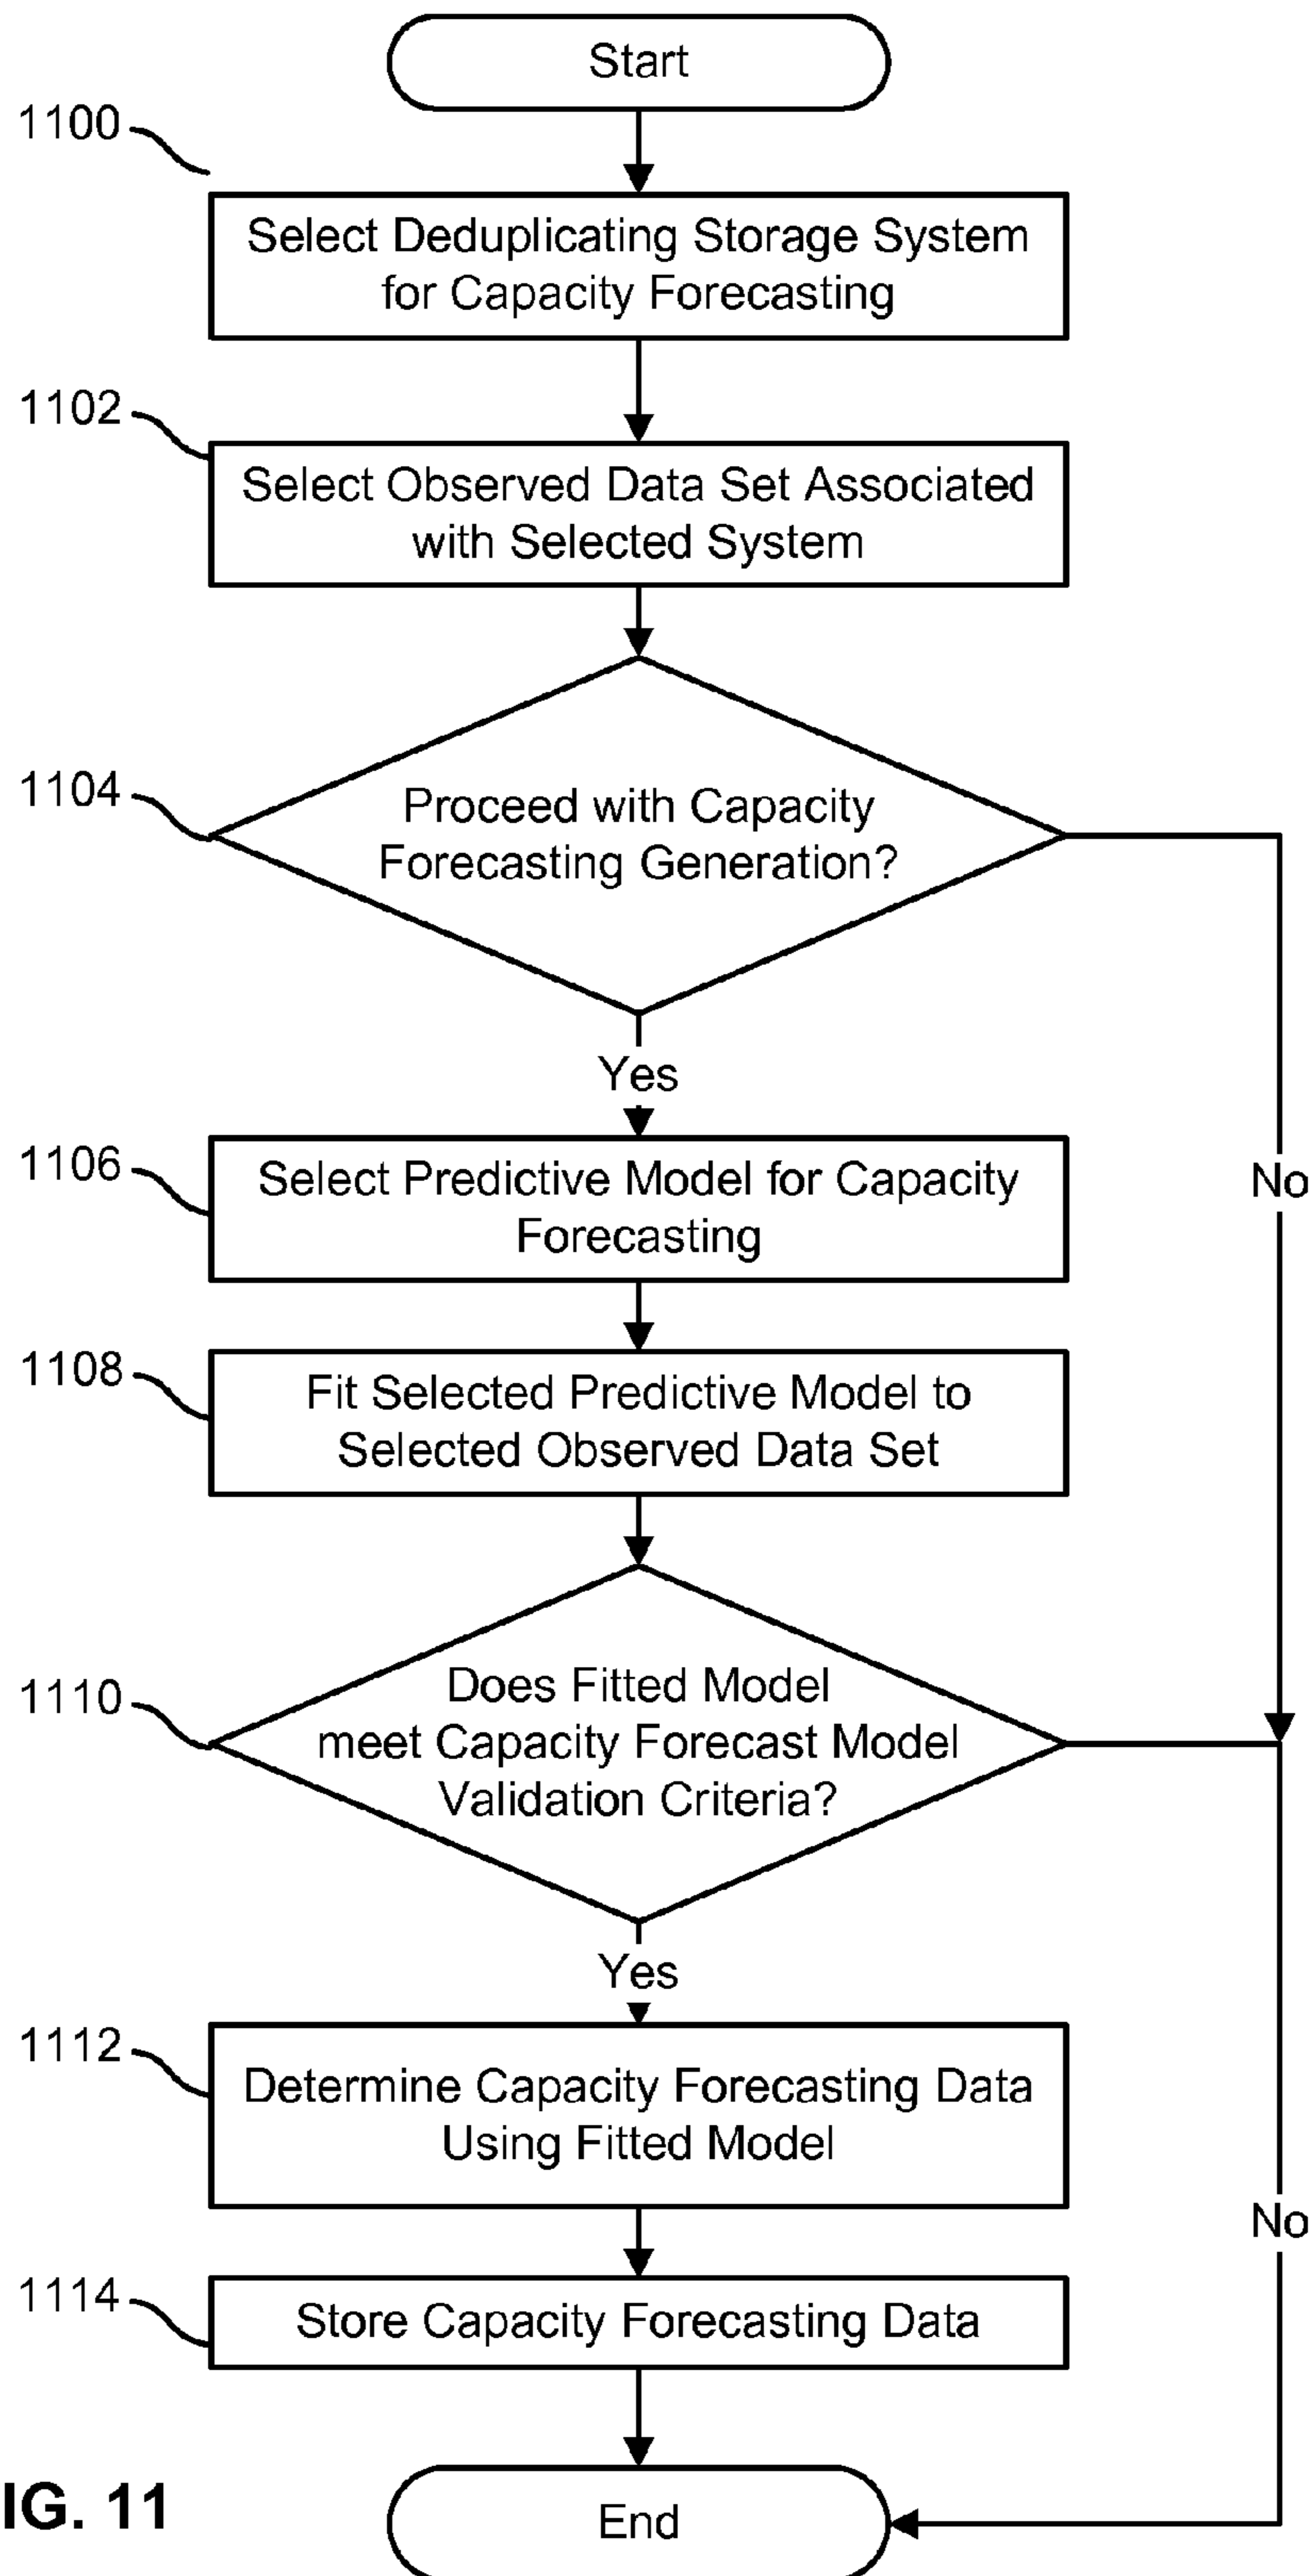 Start
1100
Select Deduplicating Storage System
for Capacity Forecasting
1102
Select Observed Data Set Associated
with Selected System
1104
Proceed with Capacity
Forecasting Generation?
Yes
No
1106
Select Predictive Model for Capacity
Forecasting
1108
Fit Selected Predictive Model to
Selected Observed Data Set
1110
Does Fitted Model
meet Capacity Forecast Model
Validation Criteria?
Yes
No
1112
Determine Capacity Forecasting Data
Using Fitted Model
1114
Store Capacity Forecasting Data
End
IG. 11